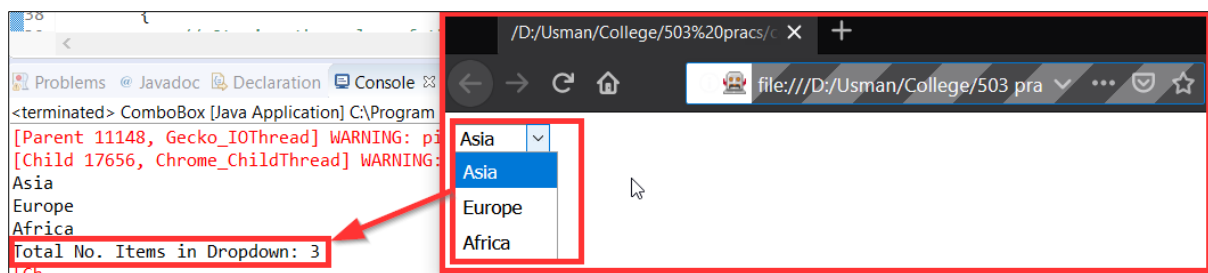 38 {
<
Problems @ Javadoc Declaration Console
<terminated> ComboBox [Java Application] C:\Program
[Parent 11148, Gecko_IOThread] WARNING: pi
[Child 17656, Chrome_ChildThread] WARNING:
Asia
Europe
Africa
Total No. Items in Dropdown: 3
/D:/Usman/College/503%20pracs/c
file:///D:/Usman/College/503 pra
Asia
Asia
Europe
Africa